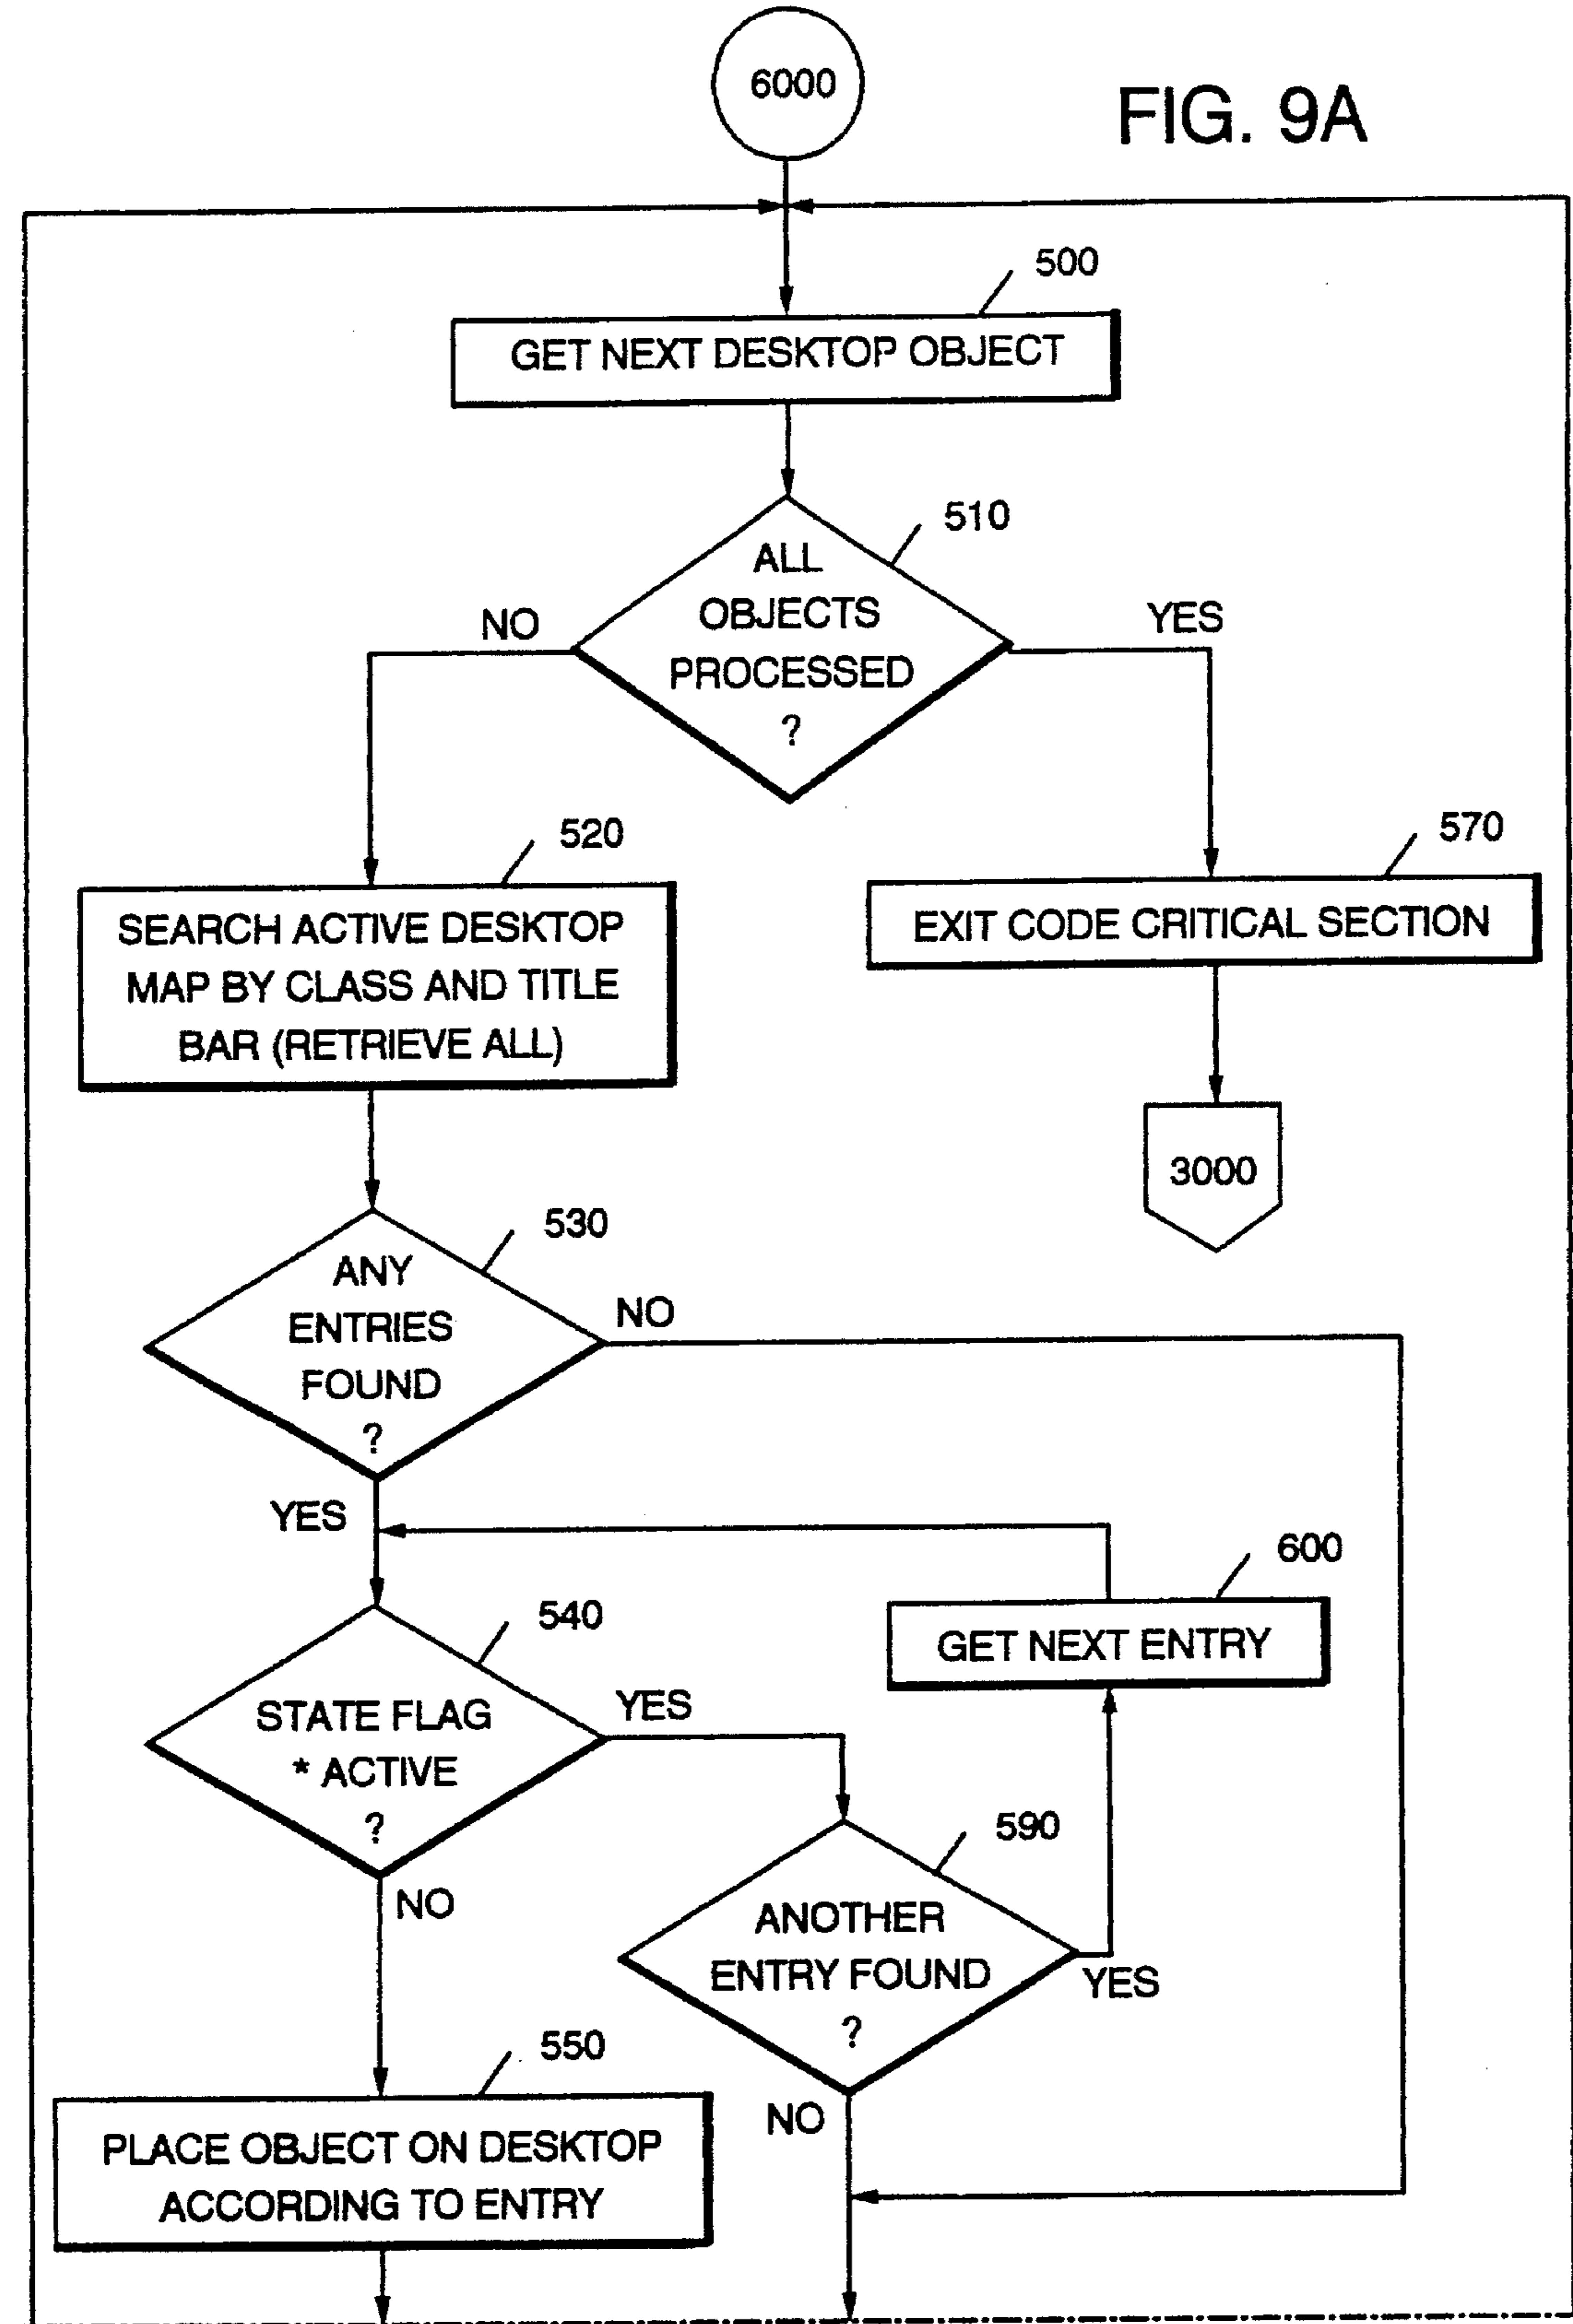 6000
FIG. 9A
500
GET NEXT DESKTOP OBJECT
510
ALL
OBJECTS
PROCESSED
?
NO
YES
520
SEARCH ACTIVE DESKTOP
MAP BY CLASS AND TITLE
BAR (RETRIEVE ALL)
570
EXIT CODE CRITICAL SECTION
3000
530
ANY
ENTRIES
FOUND
?
NO
YES
600
GET NEXT ENTRY
540
STATE FLAG
* ACTIVE
?
YES
NO
590
ANOTHER
ENTRY FOUND
?
YES
NO
550
PLACE OBJECT ON DESKTOP
ACCORDING TO ENTRY